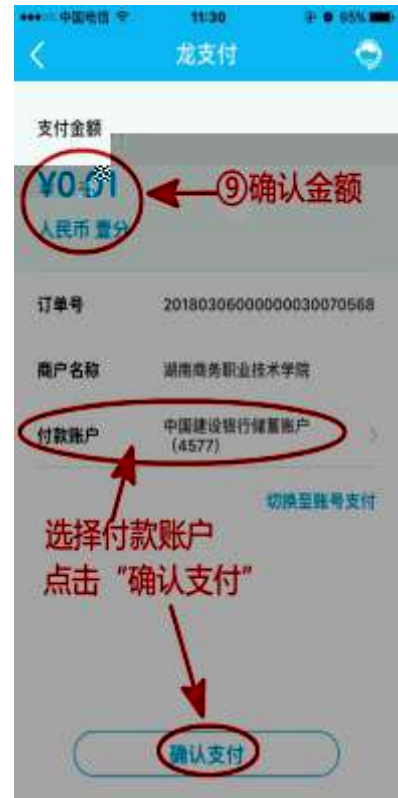 中国电信 11:30 65%
龙支付
支付金额
¥0.01
⑨确认金额
人民币 壹分
订单号 20180306000000030070568
商户名称 湖南商务职业技术学院
付款账户 中国建设银行储蓄账户
(4577)
切换至账号支付
选择付款账户
点击“确认支付”
确认支付